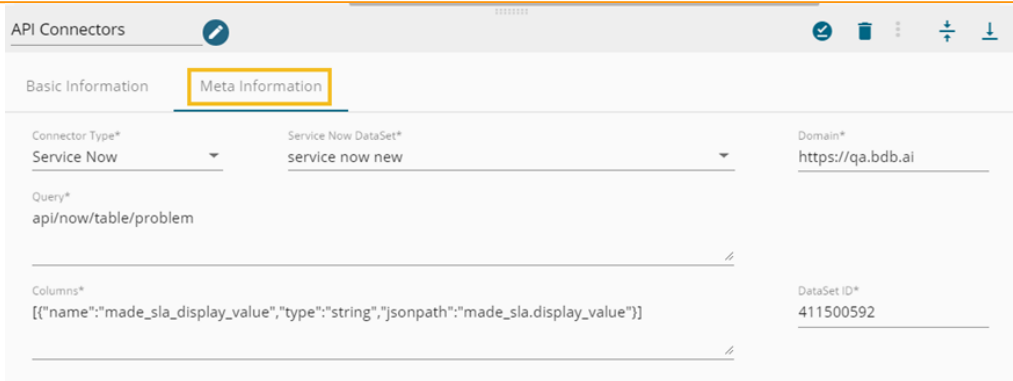 API Connectors
Basic Information Meta Information
Connector Type* Service Now DataSet* Domain*
Service Now service now new https://qa.bdb.ai
Query*
api/now/table/problem
Columns* DataSet ID*
[{"name":"made_sla_display_value","type":"string","jsonpath":"made_sla.display_value"}] 411500592